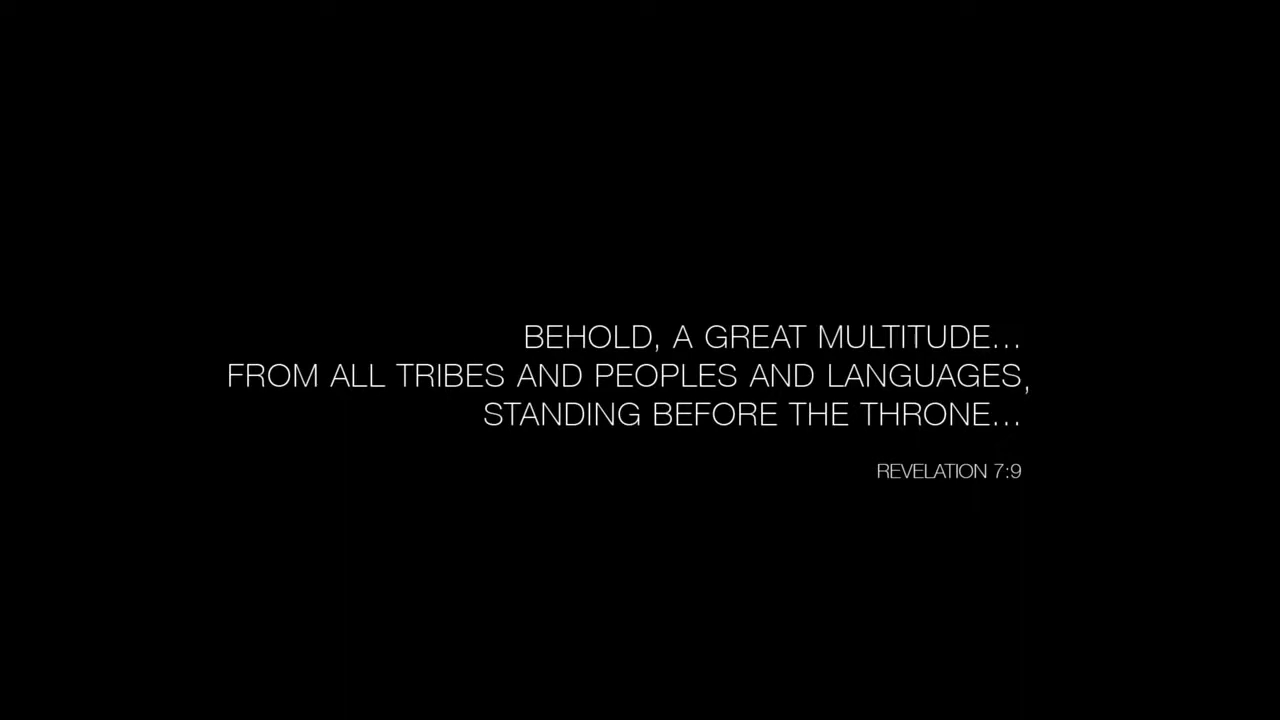 BEHOLD, A GREAT MULTITUDE...
FROM ALL TRIBES AND PEOPLES AND LANGUAGES,
STANDING BEFORE THE THRONE...
REVELATION 7:9